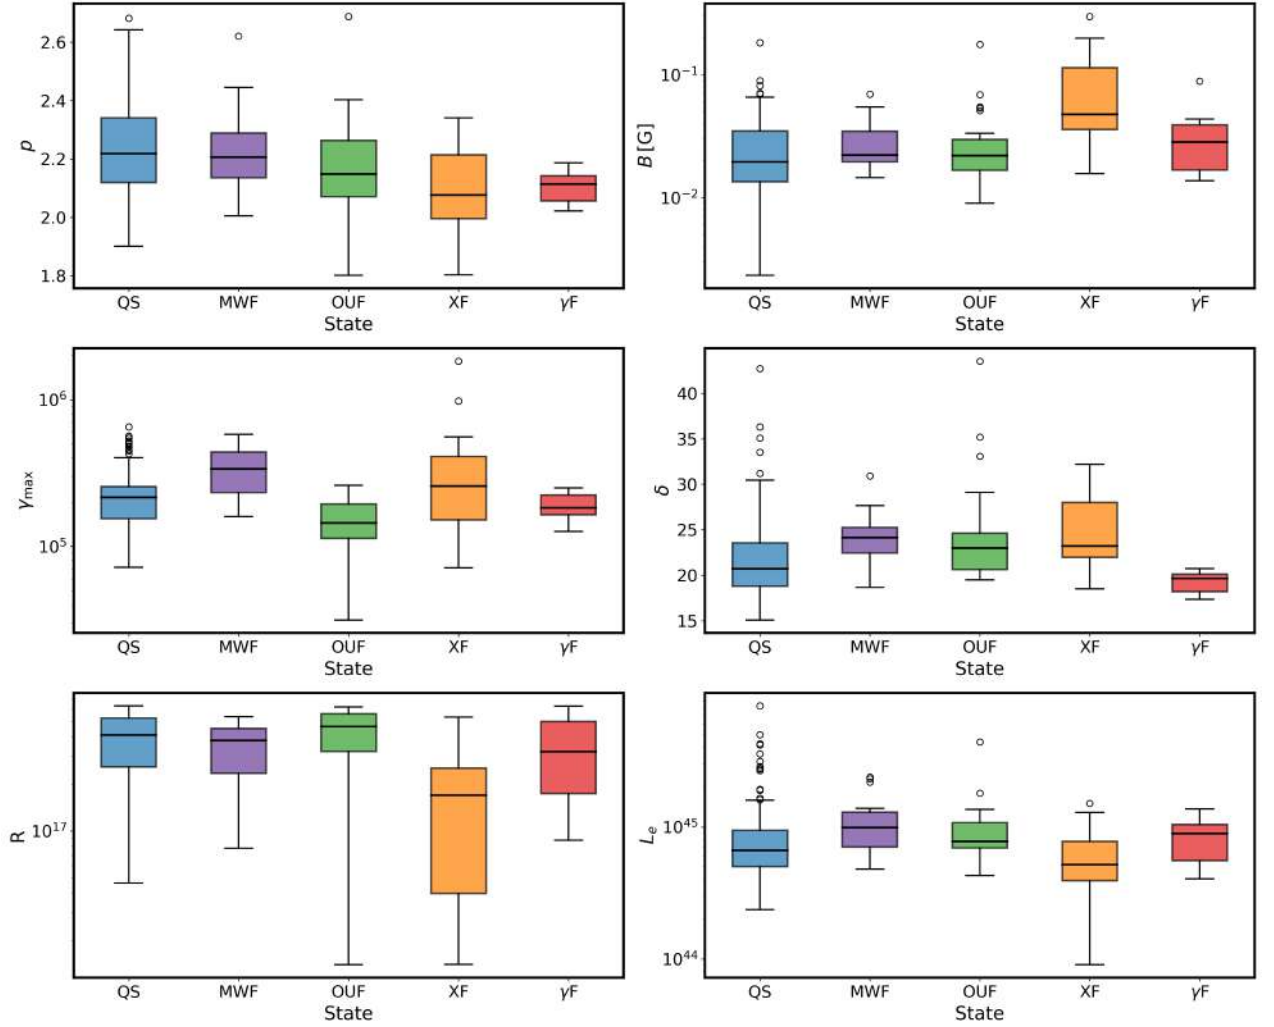 p
2.6
2.4
2.2
2.0
1.8
QS MWF OUF XF γF
State
B [G]
10⁻¹
10⁻²
QS MWF OUF XF γF
State
γmax
10⁶
10⁵
QS MWF OUF XF γF
State
δ
40
35
30
25
20
15
QS MWF OUF XF γF
State
R
10¹⁷
QS MWF OUF XF γF
State
Lₑ
10⁴⁵
10⁴⁴
QS MWF OUF XF γF
State